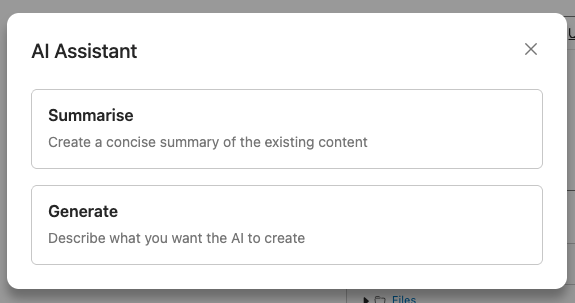 AI Assistant
Summarise
Create a concise summary of the existing content
Generate
Describe what you want the AI to create
Files